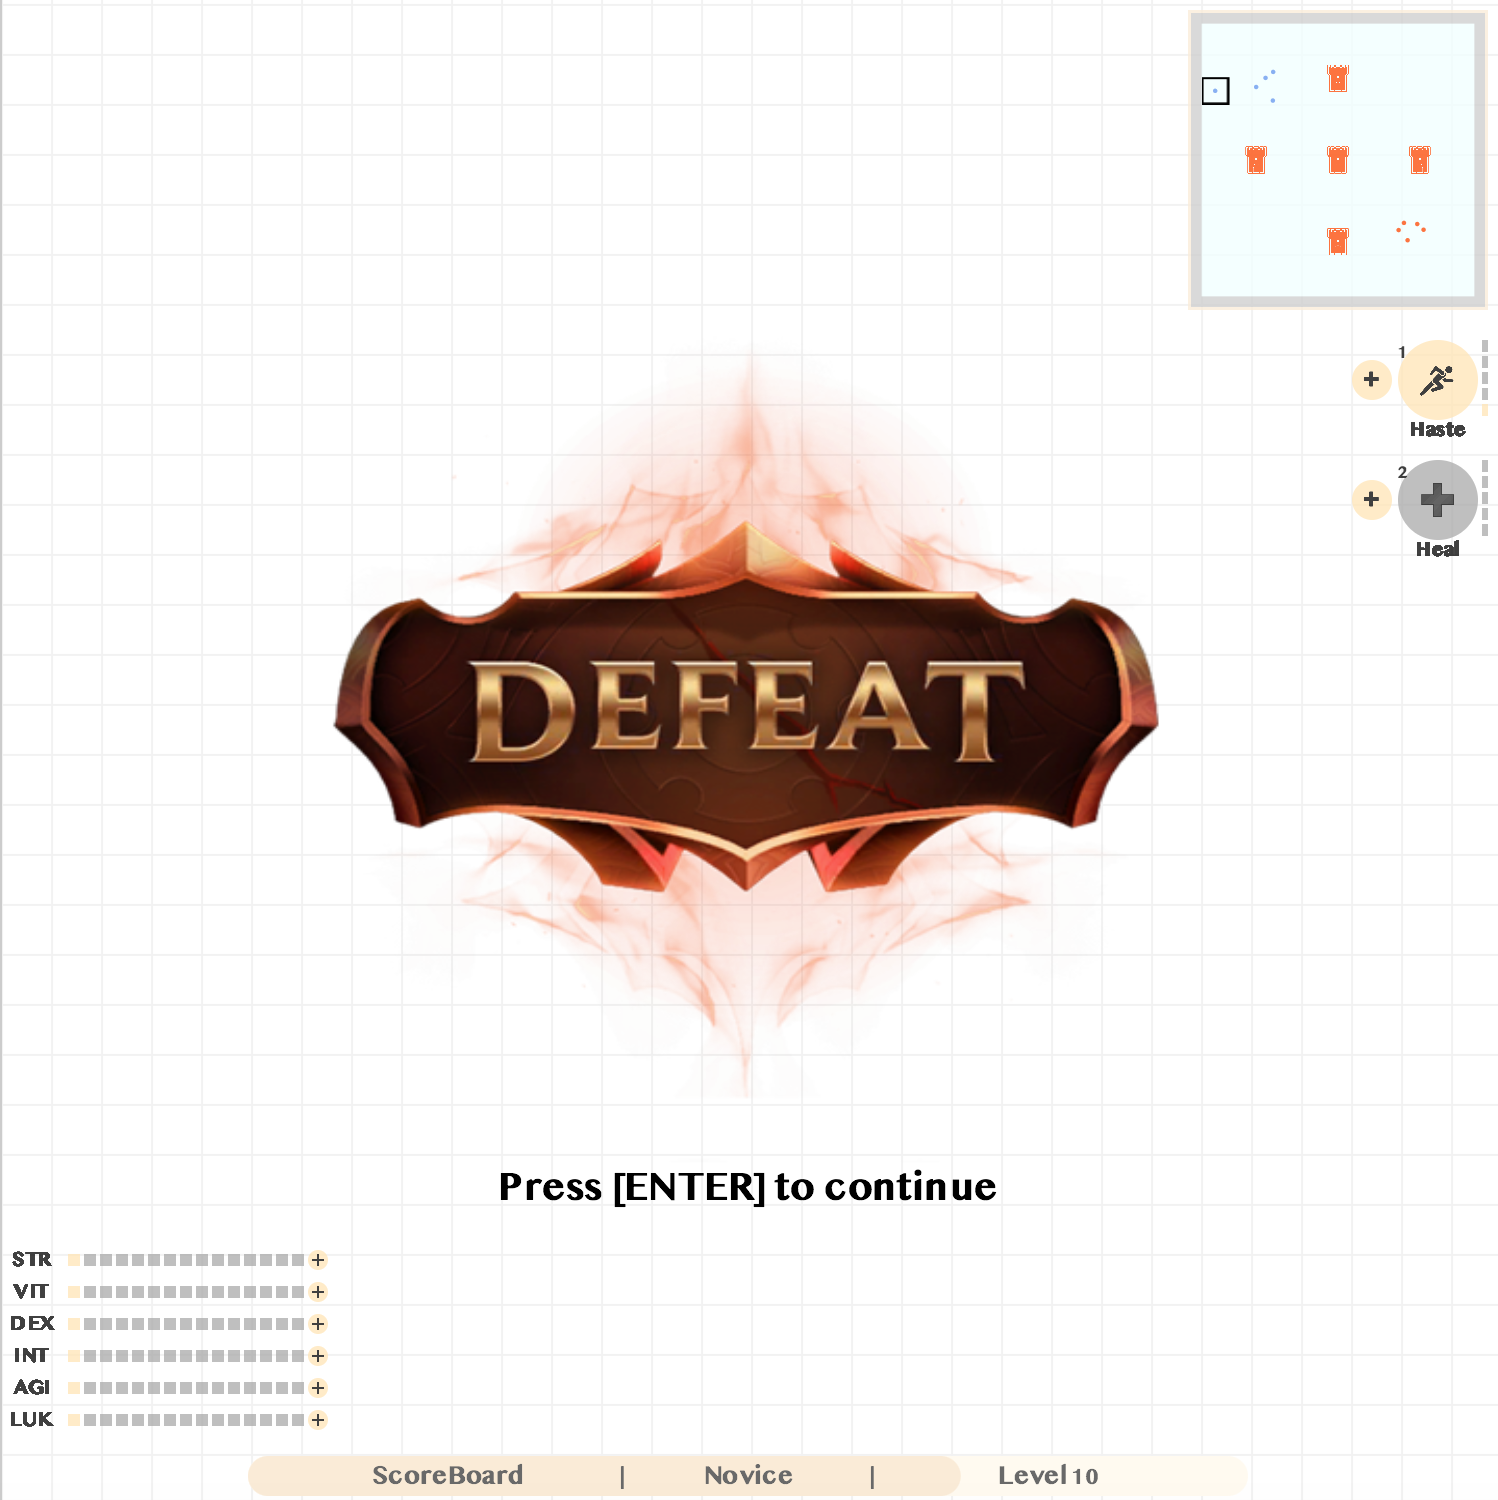 1
Haste
2
Heal
DEFEAT
Press [ENTER] to continue
STR
VIT
DEX
INT
AGI
LUK
ScoreBoard | Novice | Level 10